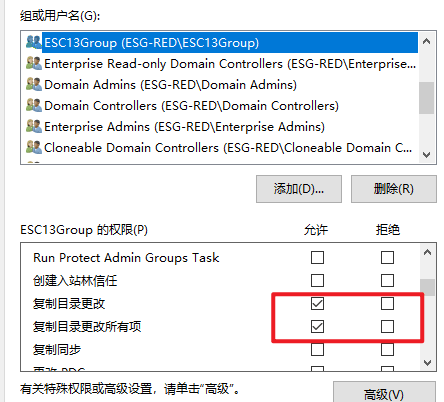 组或用户名(G):
ESC13Group (ESG-RED\ESC13Group)
Enterprise Read-only Domain Controllers (ESG-RED\Enterprise...
Domain Admins (ESG-RED\Domain Admins)
Domain Controllers (ESG-RED\Domain Controllers)
Enterprise Admins (ESG-RED\Enterprise Admins)
Cloneable Domain Controllers (ESG-RED\Cloneable Domain C...
添加(D)... 删除(R)
ESC13Group 的权限(P) 允许 拒绝
Run Protect Admin Groups Task
创建入站林信任
复制目录更改
复制目录更改所有项
复制同步
更改 PDC
有关特殊权限或高级设置，请单击“高级”。
高级(V)